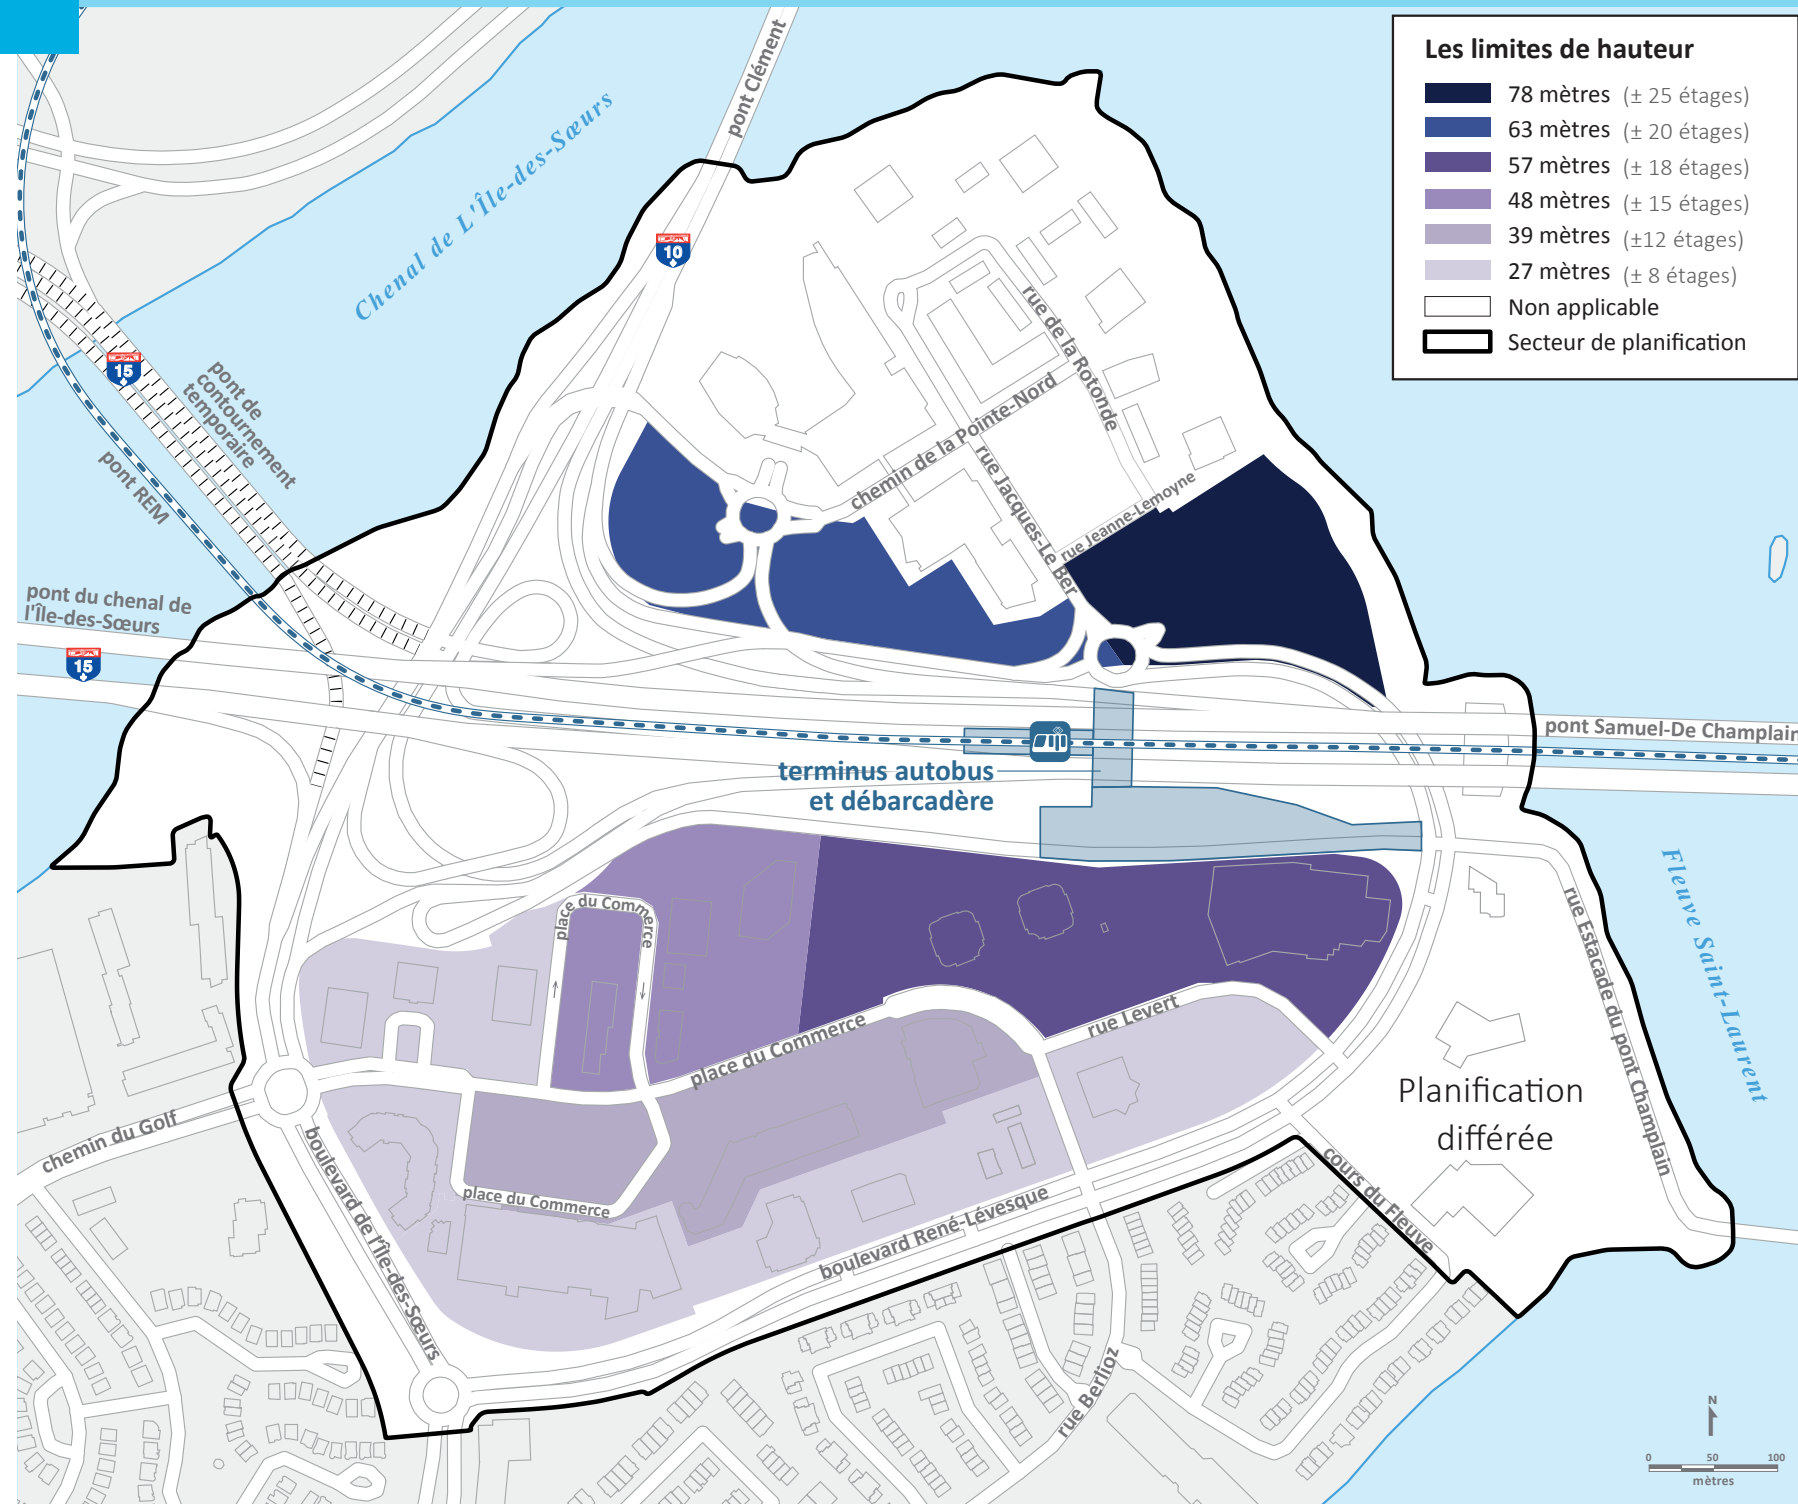 Les limites de hauteur
78 mètres (± 25 étages)
63 mètres (± 20 étages)
57 mètres (± 18 étages)
48 mètres (± 15 étages)
39 mètres (±12 étages)
27 mètres (± 8 étages)
Non applicable
Secteur de planification
pont Clément
Chenal de L'Île-des-Sœurs
10
15
pont de
contournement
temporaire
pont REM
pont du chenal de
l'Île-des-Sœurs
15
rue de la Rotonde
chemin de la Pointe-Nord
rue Jacques-Le Ber
rue Jeanne-Lemoyne
pont Samuel-De Champlain
terminus autobus
et débarcadère
Fleuve Saint-Laurent
rue Estacade du pont Champlain
place du Commerce
place du Commerce
place du Commerce
place du Commerce
rue Levert
Planification
différée
chemin du Golf
boulevard de l'Île-des-Sœurs
boulevard René-Lévesque
cours du Fleuve
rue Berlioz
N
0 50 100
mètres